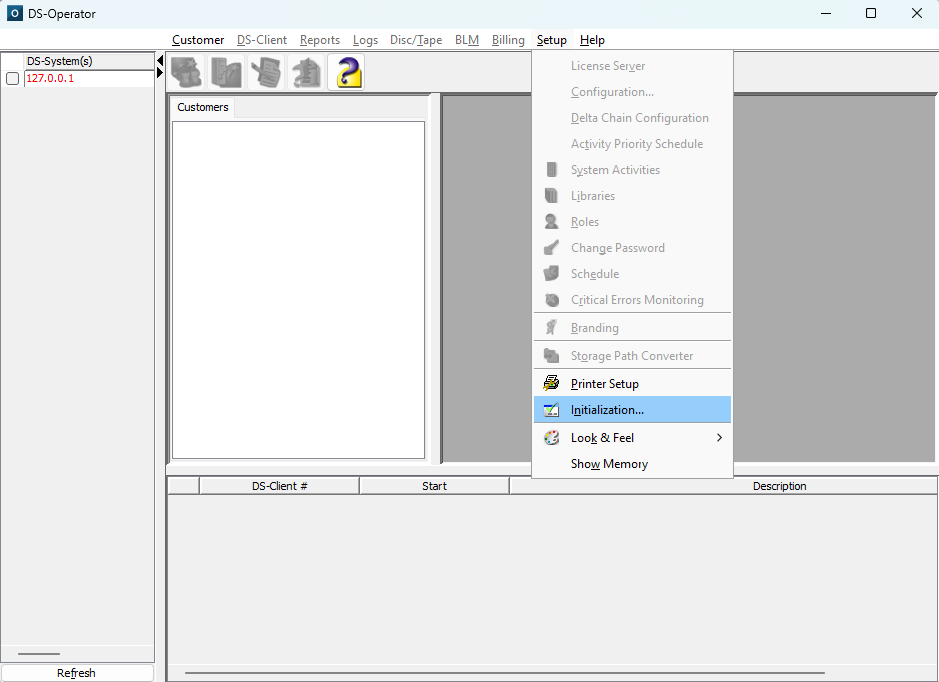 DS-Operator
Customer DS-Client Reports Logs Disc/Tape BLM Billing Setup Help
DS-System(s)
127.0.0.1
Customers
License Server
Configuration...
Delta Chain Configuration
Activity Priority Schedule
System Activities
Libraries
Roles
Change Password
Schedule
Critical Errors Monitoring
Branding
Storage Path Converter
Printer Setup
Initialization...
Look & Feel
Show Memory
DS-Client # Start Description
Refresh